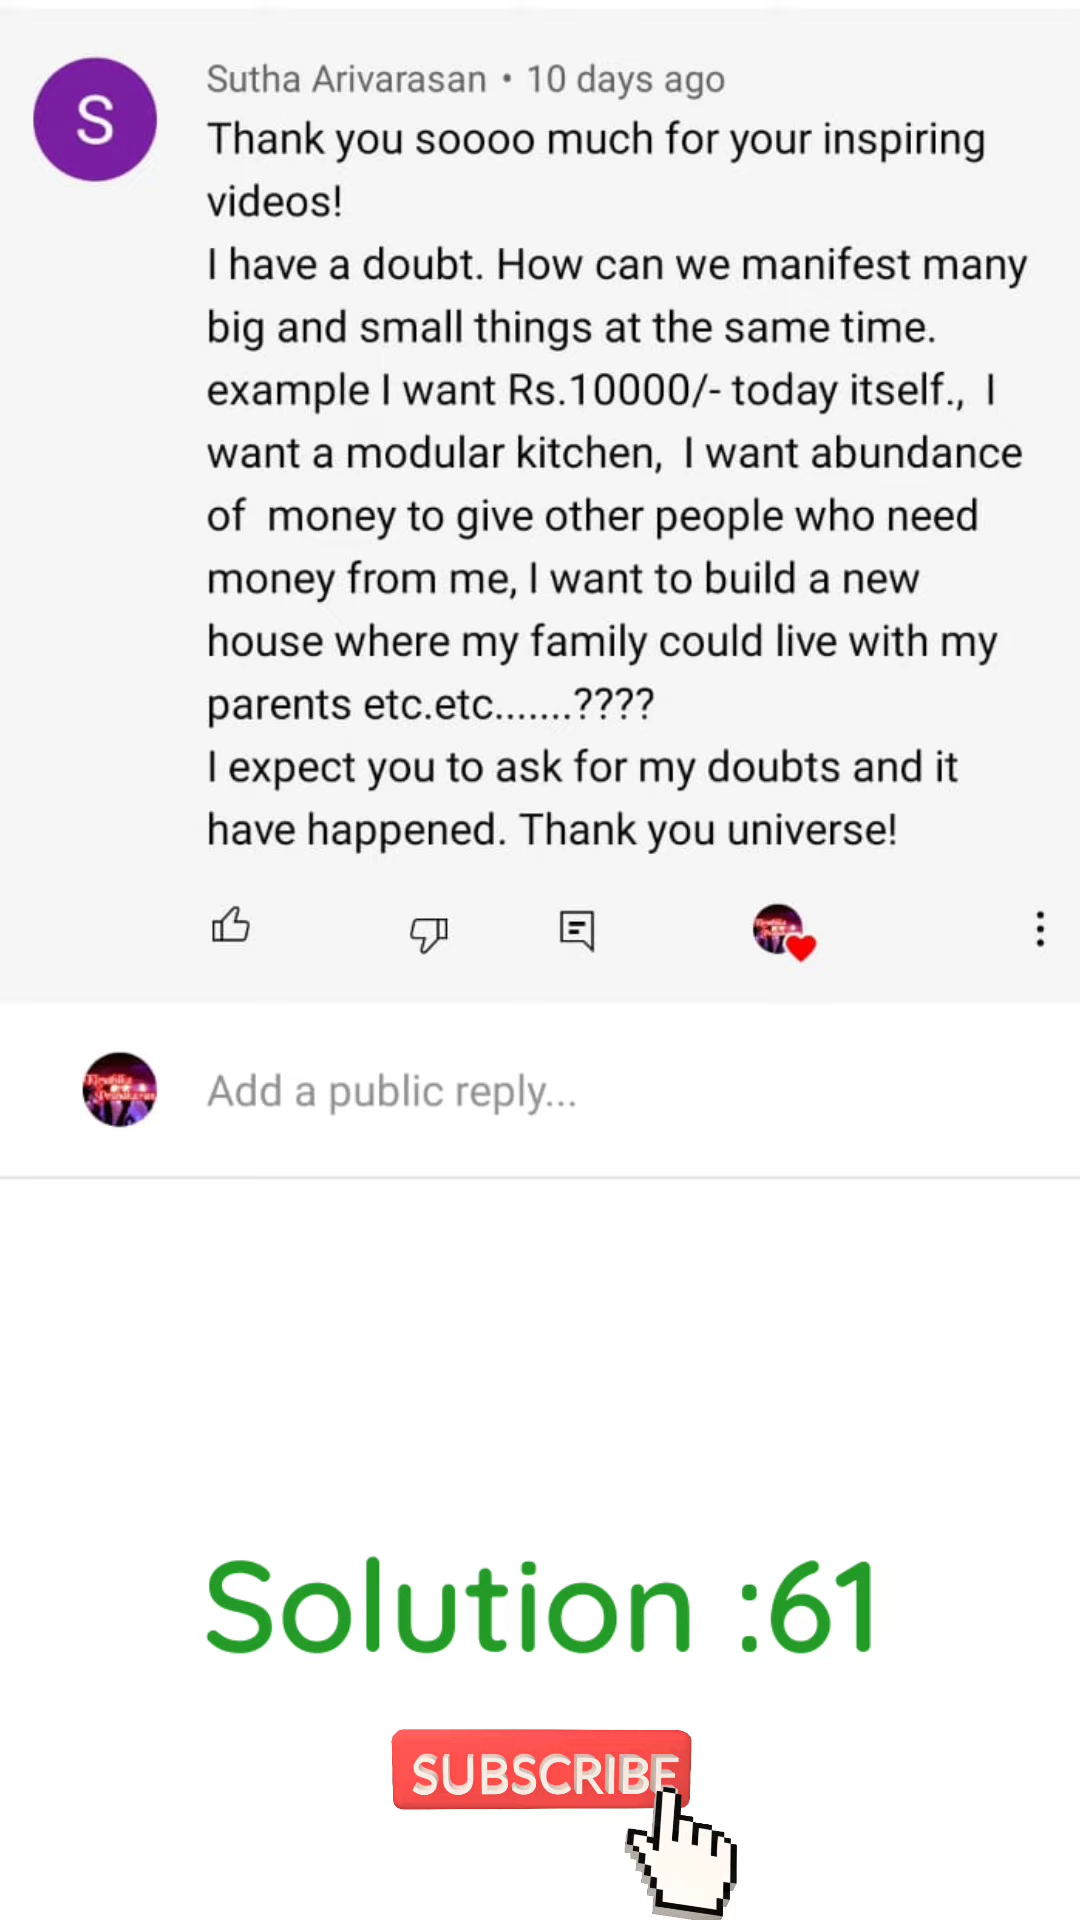 S
Sutha Arivarasan • 10 days ago
Thank you soooo much for your inspiring
videos!
I have a doubt. How can we manifest many
big and small things at the same time.
example I want Rs.10000/- today itself., I
want a modular kitchen, I want abundance
of money to give other people who need
money from me, I want to build a new
house where my family could live with my
parents etc.etc.......????
I expect you to ask for my doubts and it
have happened. Thank you universe!
Add a public reply...
Solution :61
SUBSCRIBE